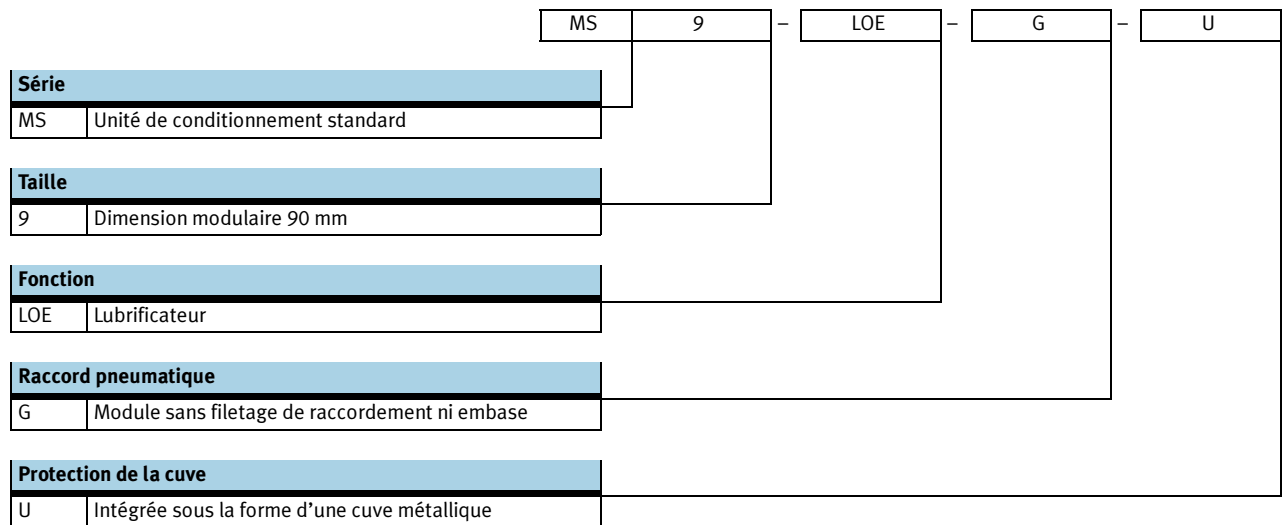 MS 9 – LOE – G – U
Série
MS Unité de conditionnement standard
Taille
9 Dimension modulaire 90 mm
Fonction
LOE Lubrificateur
Raccord pneumatique
G Module sans filetage de raccordement ni embase
Protection de la cuve
U Intégrée sous la forme d’une cuve métallique